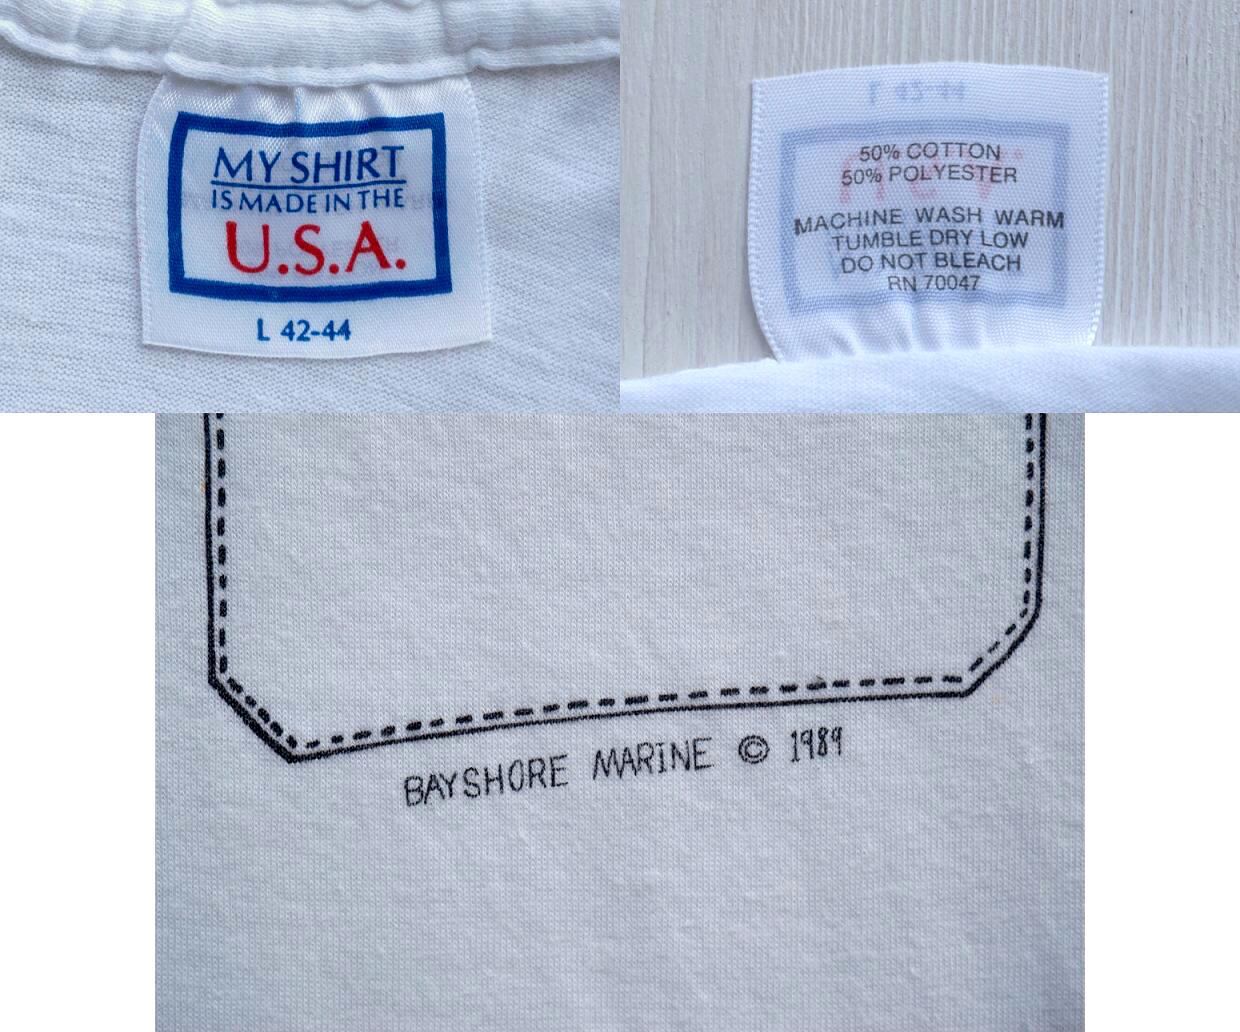 MY SHIRT
IS MADE IN THE
U.S.A.
L 42-44
50% COTTON
50% POLYESTER
MACHINE WASH WARM
TUMBLE DRY LOW
DO NOT BLEACH
RN 70047
BAYSHORE MARINE © 1989